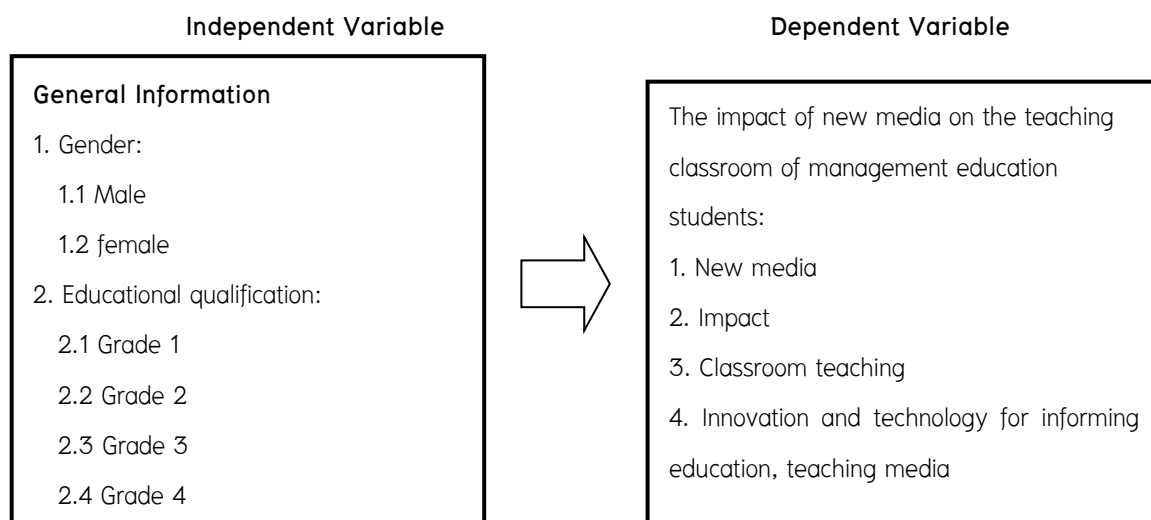 Independent Variable
General Information
1. Gender:
1.1 Male
1.2 female
2. Educational qualification:
2.1 Grade 1
2.2 Grade 2
2.3 Grade 3
2.4 Grade 4
Dependent Variable
The impact of new media on the teaching
classroom of management education
students:
1. New media
2. Impact
3. Classroom teaching
4. Innovation and technology for informing
education, teaching media